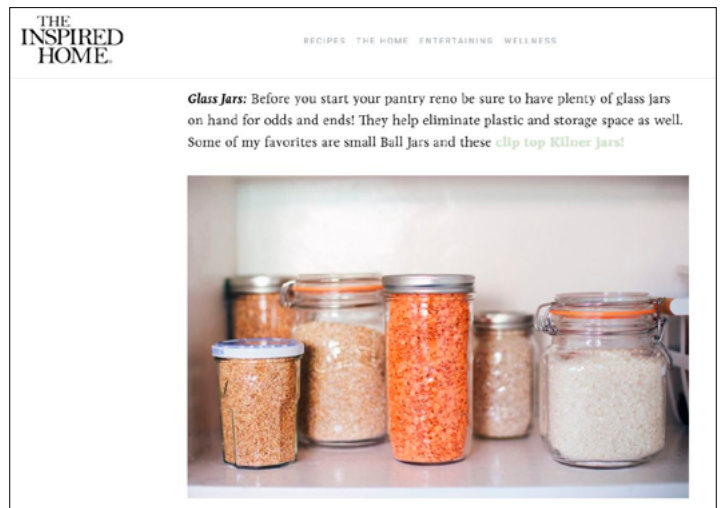 THE
INSPIRED
HOME
RECIPES THE HOME ENTERTAINING WELLNESS
Glass Jars: Before you start your pantry reno be sure to have plenty of glass jars
on hand for odds and ends! They help eliminate plastic and storage space as well.
Some of my favorites are small Ball Jars and these clip top Kilner jars!